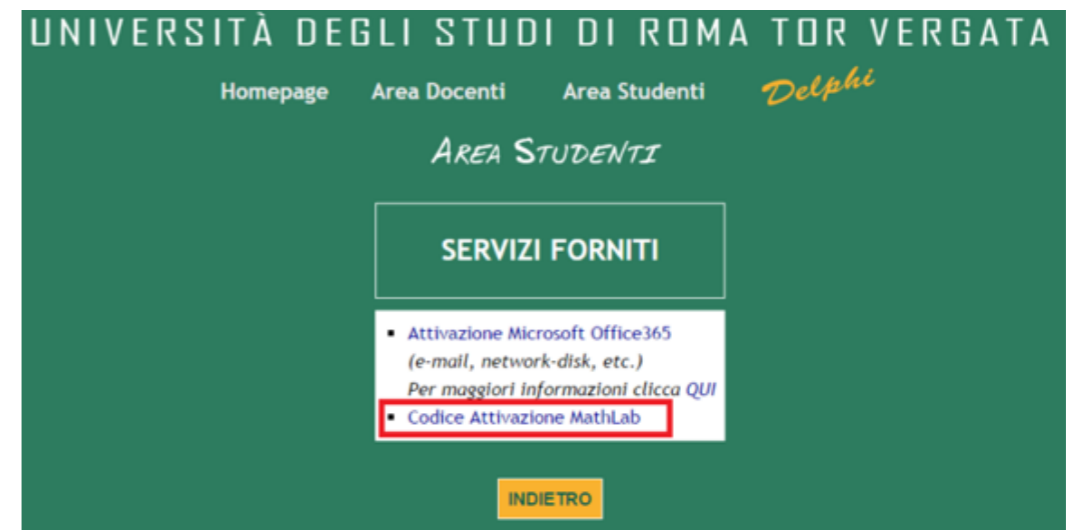 UNIVERSITÀ DEGLI STUDI DI ROMA TOR VERGATA
Homepage Area Docenti Area Studenti Delphi
AREA STUDENTI
SERVIZI FORNITI
▪ Attivazione Microsoft Office365
(e-mail, network-disk, etc.)
Per maggiori informazioni clicca QUI
▪ Codice Attivazione MathLab
INDIETRO